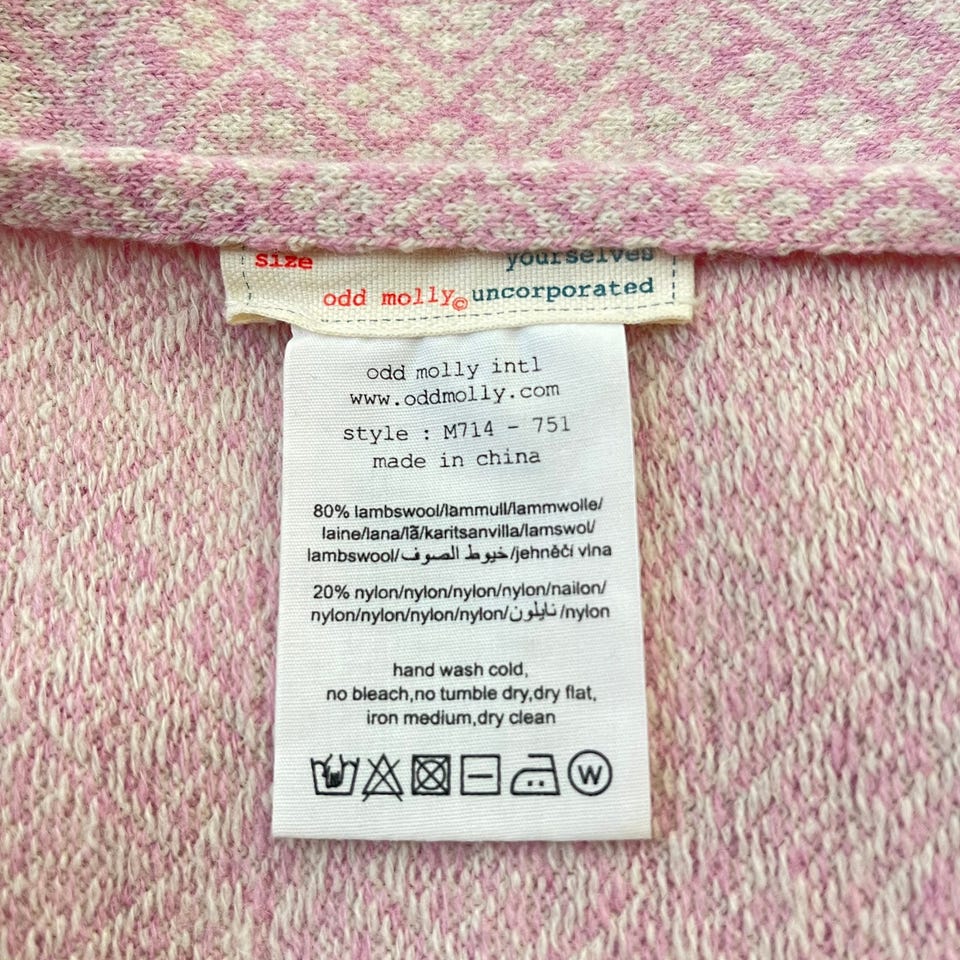 size yourselves
odd molly© uncorporated
odd molly intl
www.oddmolly.com
style : M714 - 751
made in china
80% lambswool/lammull/lammwolle/
laine/lana/lã/karitsanvilla/lamswol/
lambswool/خيوط الصوف/jehněčí vlna
20% nylon/nylon/nylon/nylon/nailon/
nylon/nylon/nylon/nylon/نايلون/nylon
hand wash cold,
no bleach,no tumble dry,dry flat,
iron medium,dry clean
W